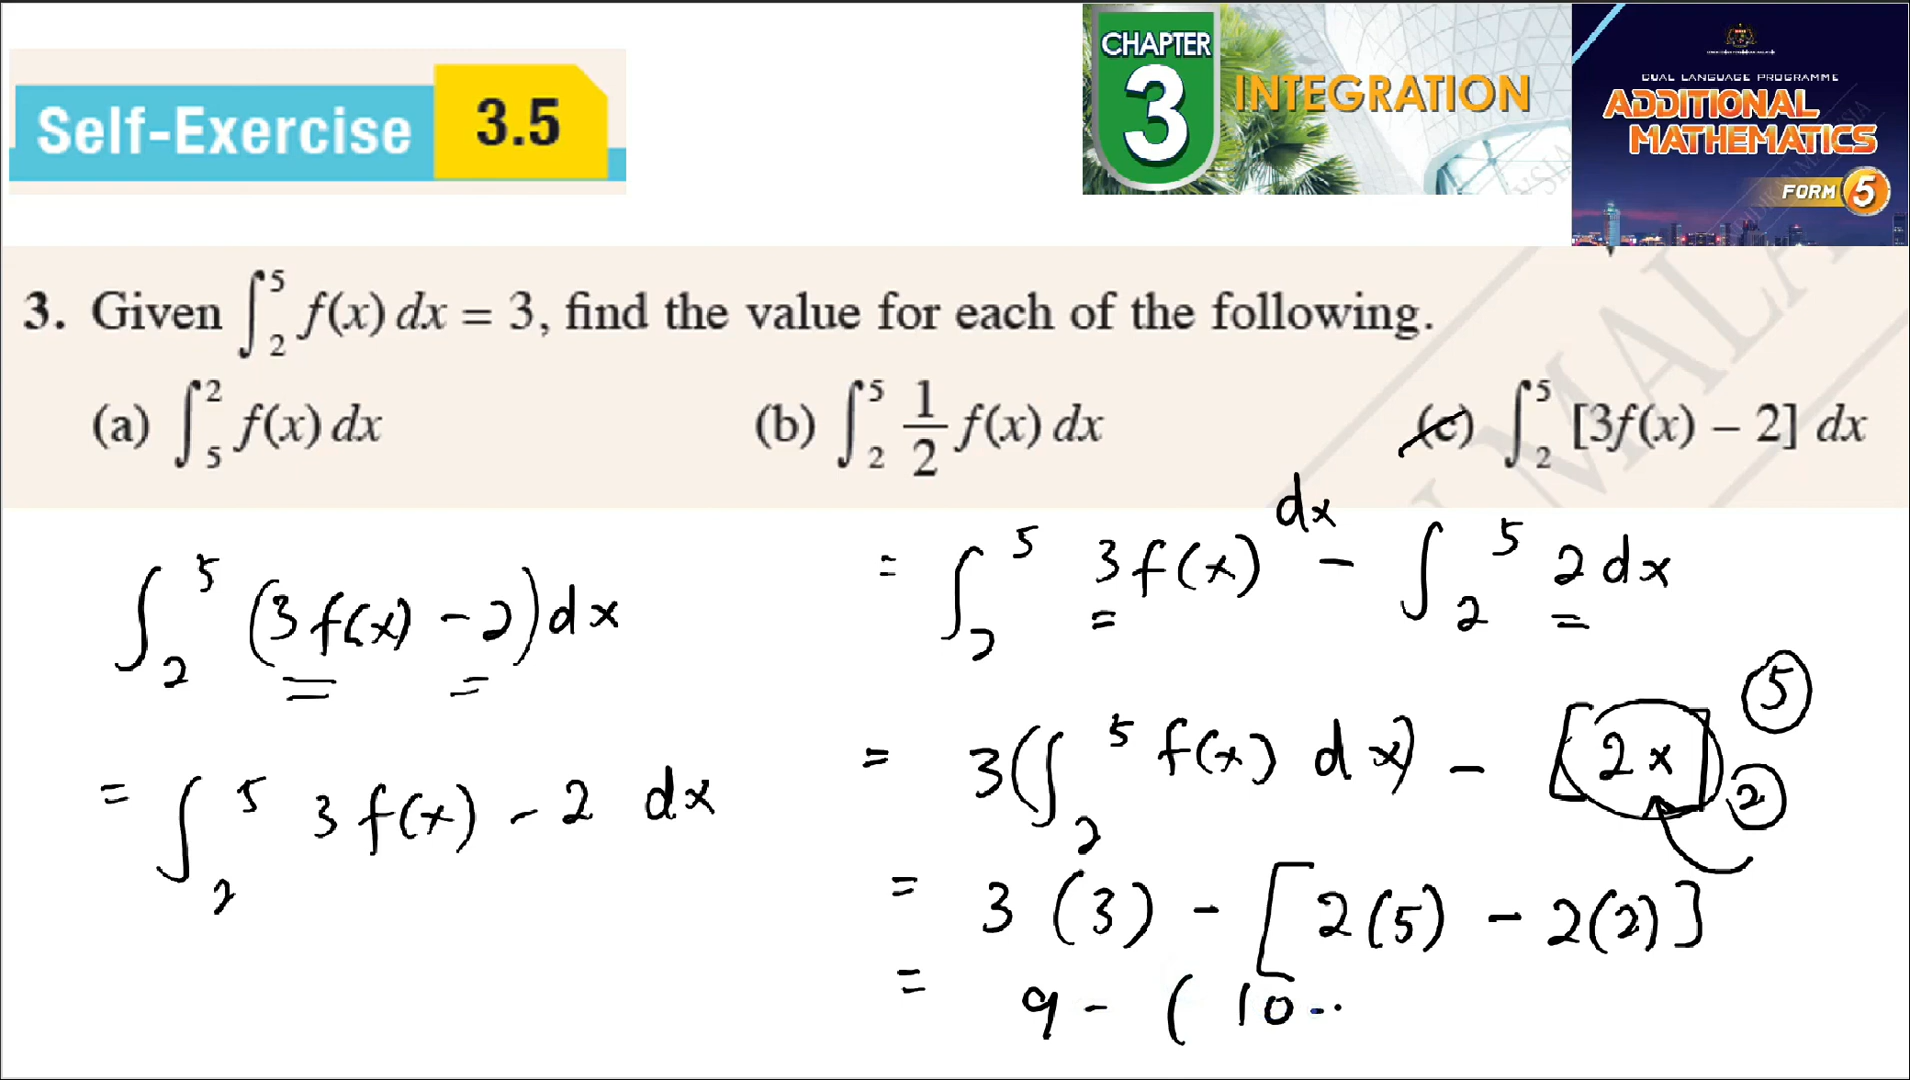 Self-Exercise 3.5
CHAPTER 3 INTEGRATION
DUAL LANGUAGE PROGRAMME
ADDITIONAL
MATHEMATICS
FORM 5
3. Given ∫₂⁵ f(x) dx = 3, find the value for each of the following.
(a) ∫₅² f(x) dx (b) ∫₂⁵ 1/2 f(x) dx (c) ∫₂⁵ [3f(x) – 2] dx
∫₂⁵ (3f(x) – 2) dx
= ∫₂⁵ 3f(x) – 2 dx
= ∫₂⁵ 3f(x) dx – ∫₂⁵ 2dx
= 3(∫₂⁵ f(x) dx) – [2x]₂⁵
= 3(3) – [2(5) – 2(2)]
= 9 – (10 –